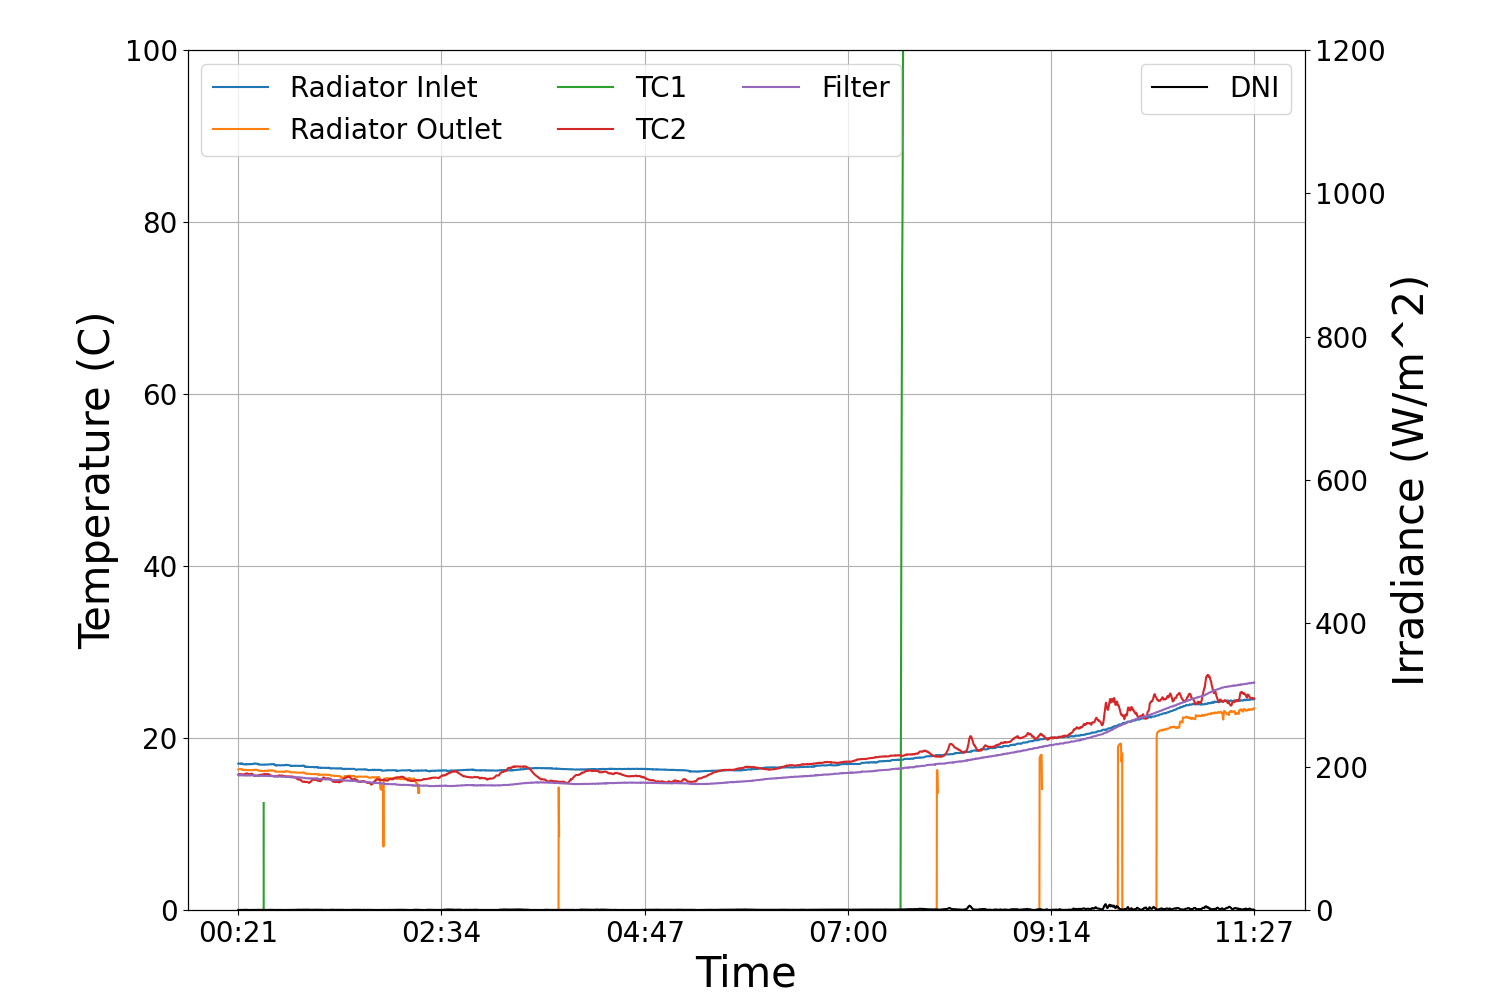 Radiator Inlet
Radiator Outlet
TC1
TC2
Filter
DNI
Temperature (C)
100
80
60
40
20
0
Irradiance (W/m^2)
1200
1000
800
600
400
200
0
00:21 02:34 04:47 07:00 09:14 11:27
Time